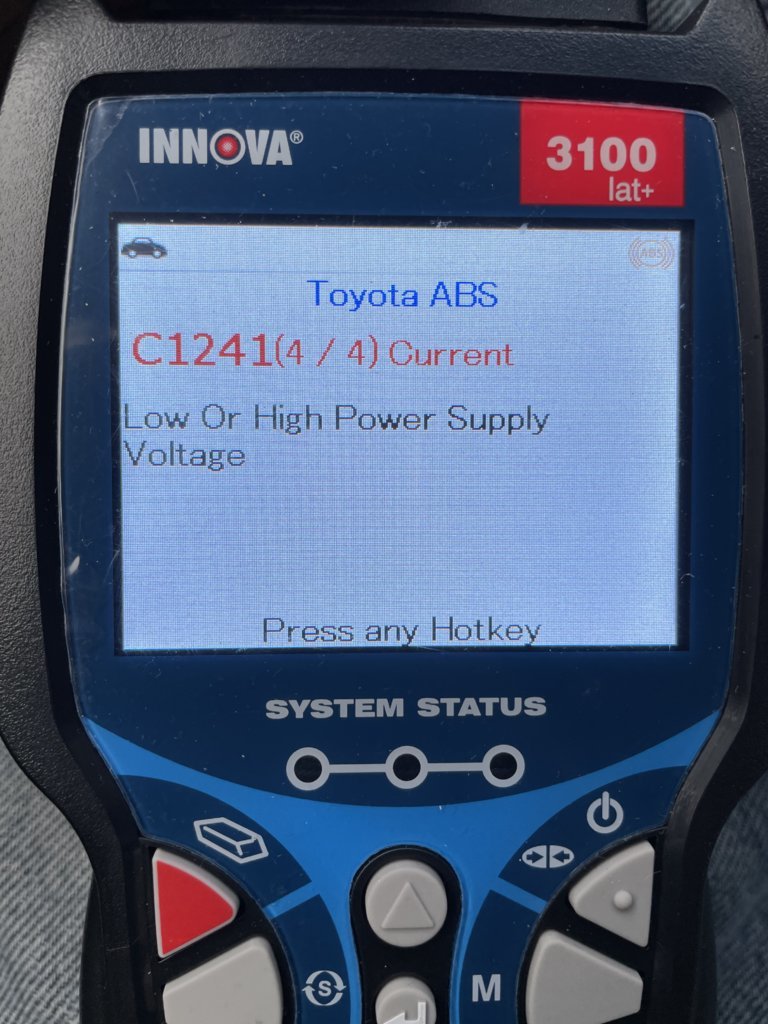 INNOVA®
3100
lat+
ABS
Toyota ABS
C1241(4 / 4) Current
Low Or High Power Supply
Voltage
Press any Hotkey
SYSTEM STATUS
S
M